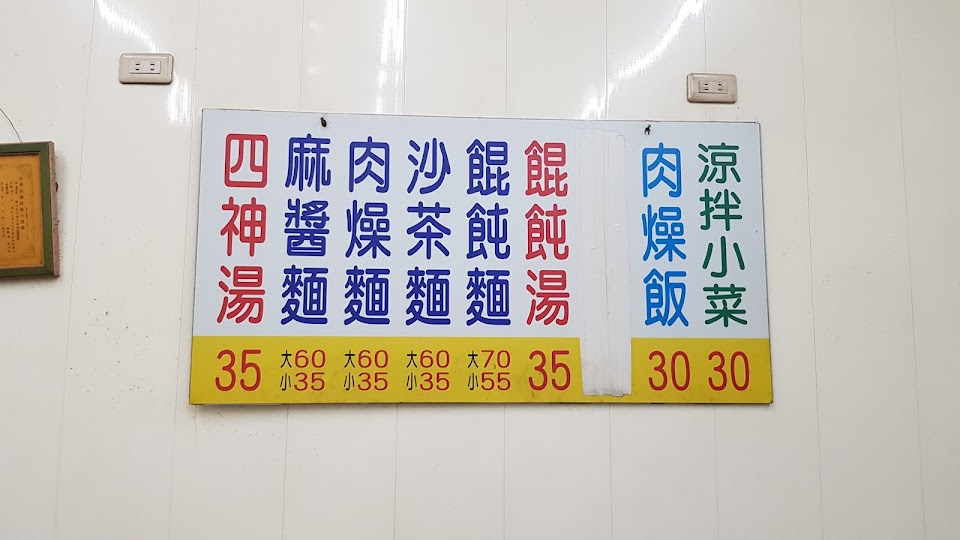 涼拌小菜 30
肉燥飯 30
餛飩湯 35
餛飩麵 大70 小55
沙茶麵 大60 小35
肉燥麵 大60 小35
麻醬麵 大60 小35
四神湯 35